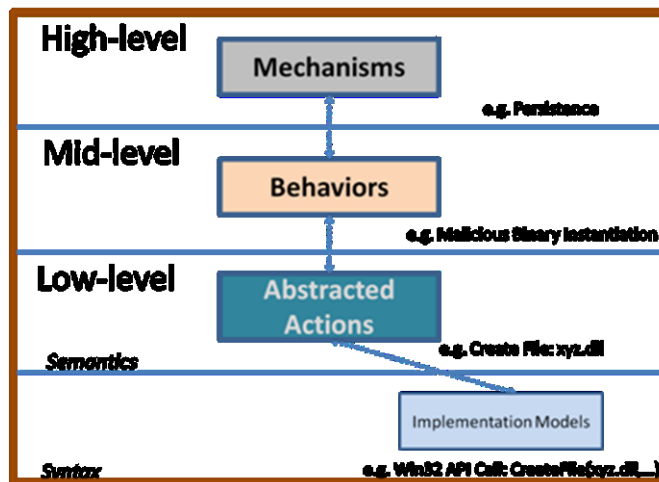 High-level
Mechanisms
e.g. Persistance
Mid-level
Behaviors
e.g. Malicious Binary Instantiation
Low-level
Abstracted
Actions
e.g. Create File: xyz.dll
Semantics
Implementation Models
e.g. Win32 API Call: CreateFile(xyz.dll,...)
Syntax